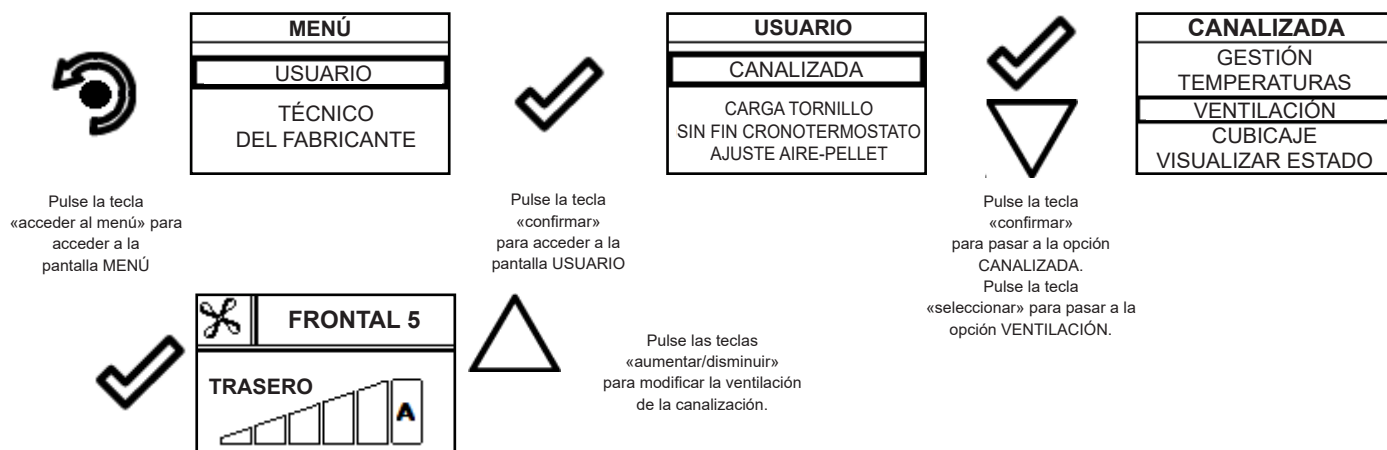 MENÚ
USUARIO
TÉCNICO
DEL FABRICANTE
Pulse la tecla
«acceder al menú» para
acceder a la
pantalla MENÚ
USUARIO
CANALIZADA
CARGA TORNILLO
SIN FIN CRONOTERMOSTATO
AJUSTE AIRE-PELLET
Pulse la tecla
«confirmar»
para acceder a la
pantalla USUARIO
CANALIZADA
GESTIÓN
TEMPERATURAS
VENTILACIÓN
CUBICAJE
VISUALIZAR ESTADO
Pulse la tecla
«confirmar»
para pasar a la opción
CANALIZADA.
Pulse la tecla
«seleccionar» para pasar a la
opción VENTILACIÓN.
FRONTAL 5
TRASERO
A
Pulse las teclas
«aumentar/disminuir»
para modificar la ventilación
de la canalización.